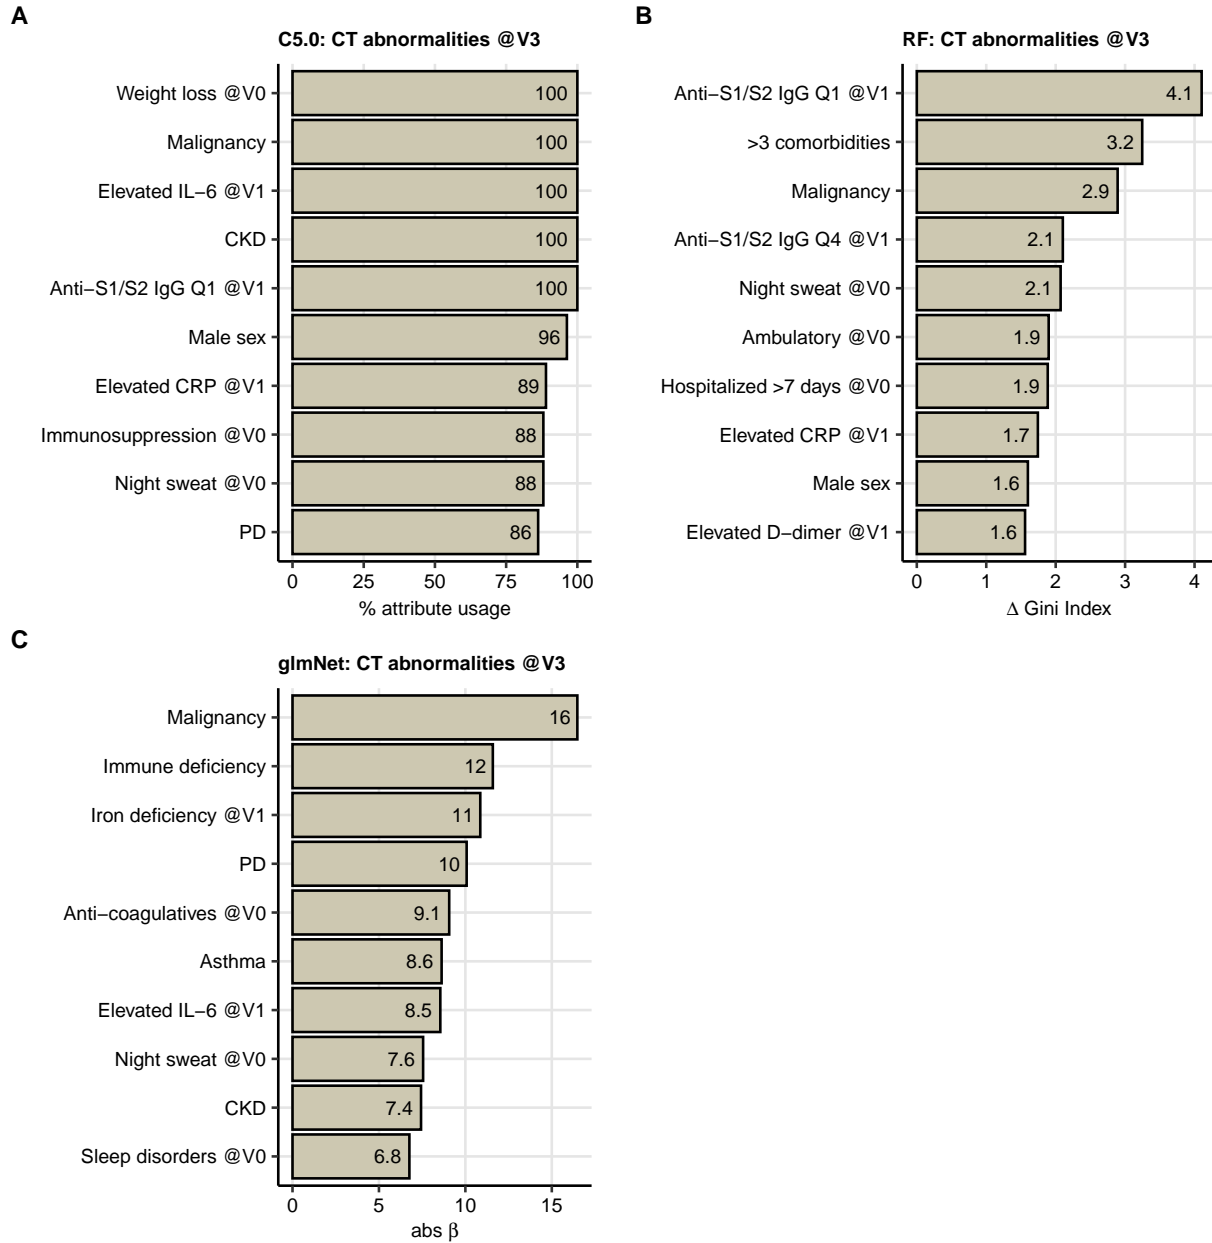 A
C5.0: CT abnormalities @V3
Weight loss @V0
100
Malignancy
100
Elevated IL−6 @V1
100
CKD
100
Anti−S1/S2 IgG Q1 @V1
100
Male sex
96
Elevated CRP @V1
89
Immunosuppression @V0
88
Night sweat @V0
88
PD
86
0 25 50 75 100
% attribute usage
B
RF: CT abnormalities @V3
Anti−S1/S2 IgG Q1 @V1
4.1
>3 comorbidities
3.2
Malignancy
2.9
Anti−S1/S2 IgG Q4 @V1
2.1
Night sweat @V0
2.1
Ambulatory @V0
1.9
Hospitalized >7 days @V0
1.9
Elevated CRP @V1
1.7
Male sex
1.6
Elevated D−dimer @V1
1.6
0 1 2 3 4
Δ Gini Index
C
glmNet: CT abnormalities @V3
Malignancy
16
Immune deficiency
12
Iron deficiency @V1
11
PD
10
Anti−coagulatives @V0
9.1
Asthma
8.6
Elevated IL−6 @V1
8.5
Night sweat @V0
7.6
CKD
7.4
Sleep disorders @V0
6.8
0 5 10 15
abs β